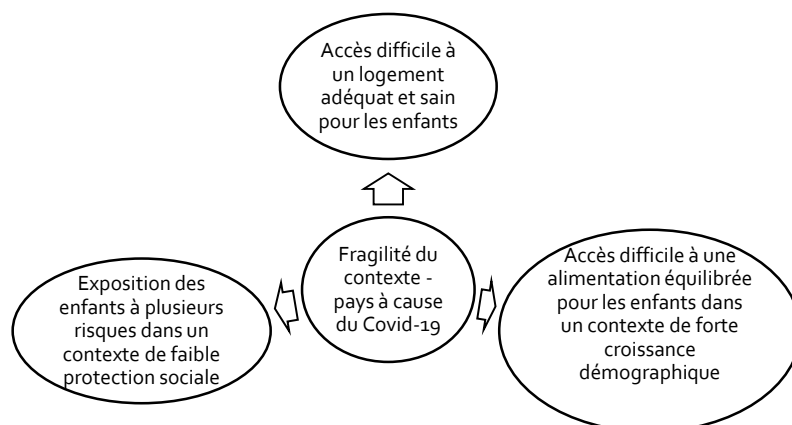 Accès difficile à
un logement
adéquat et sain
pour les enfants
Fragilité du
contexte -
pays à cause
du Covid-19
Exposition des
enfants à plusieurs
risques dans un
contexte de faible
protection sociale
Accès difficile à une
alimentation équilibrée
pour les enfants dans
un contexte de forte
croissance
démographique